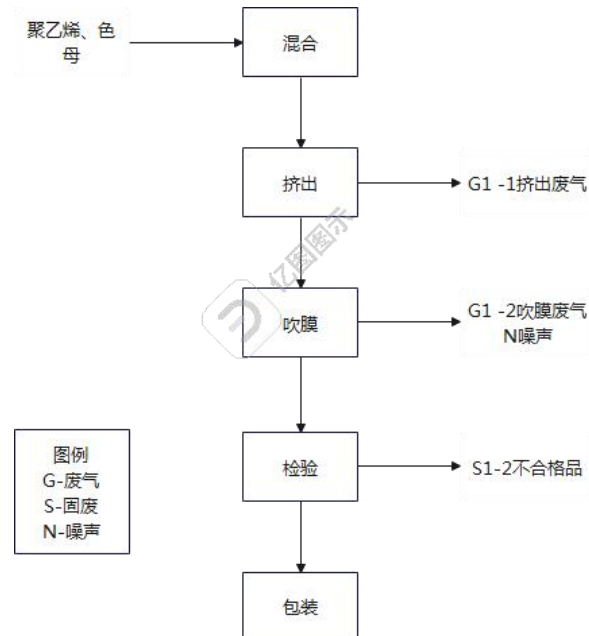 聚乙烯、色
母
混合
挤出
G1 -1挤出废气
亿图图示
吹膜
G1 -2吹膜废气
N噪声
图例
G-废气
S-固废
N-噪声
检验
S1-2不合格品
包装